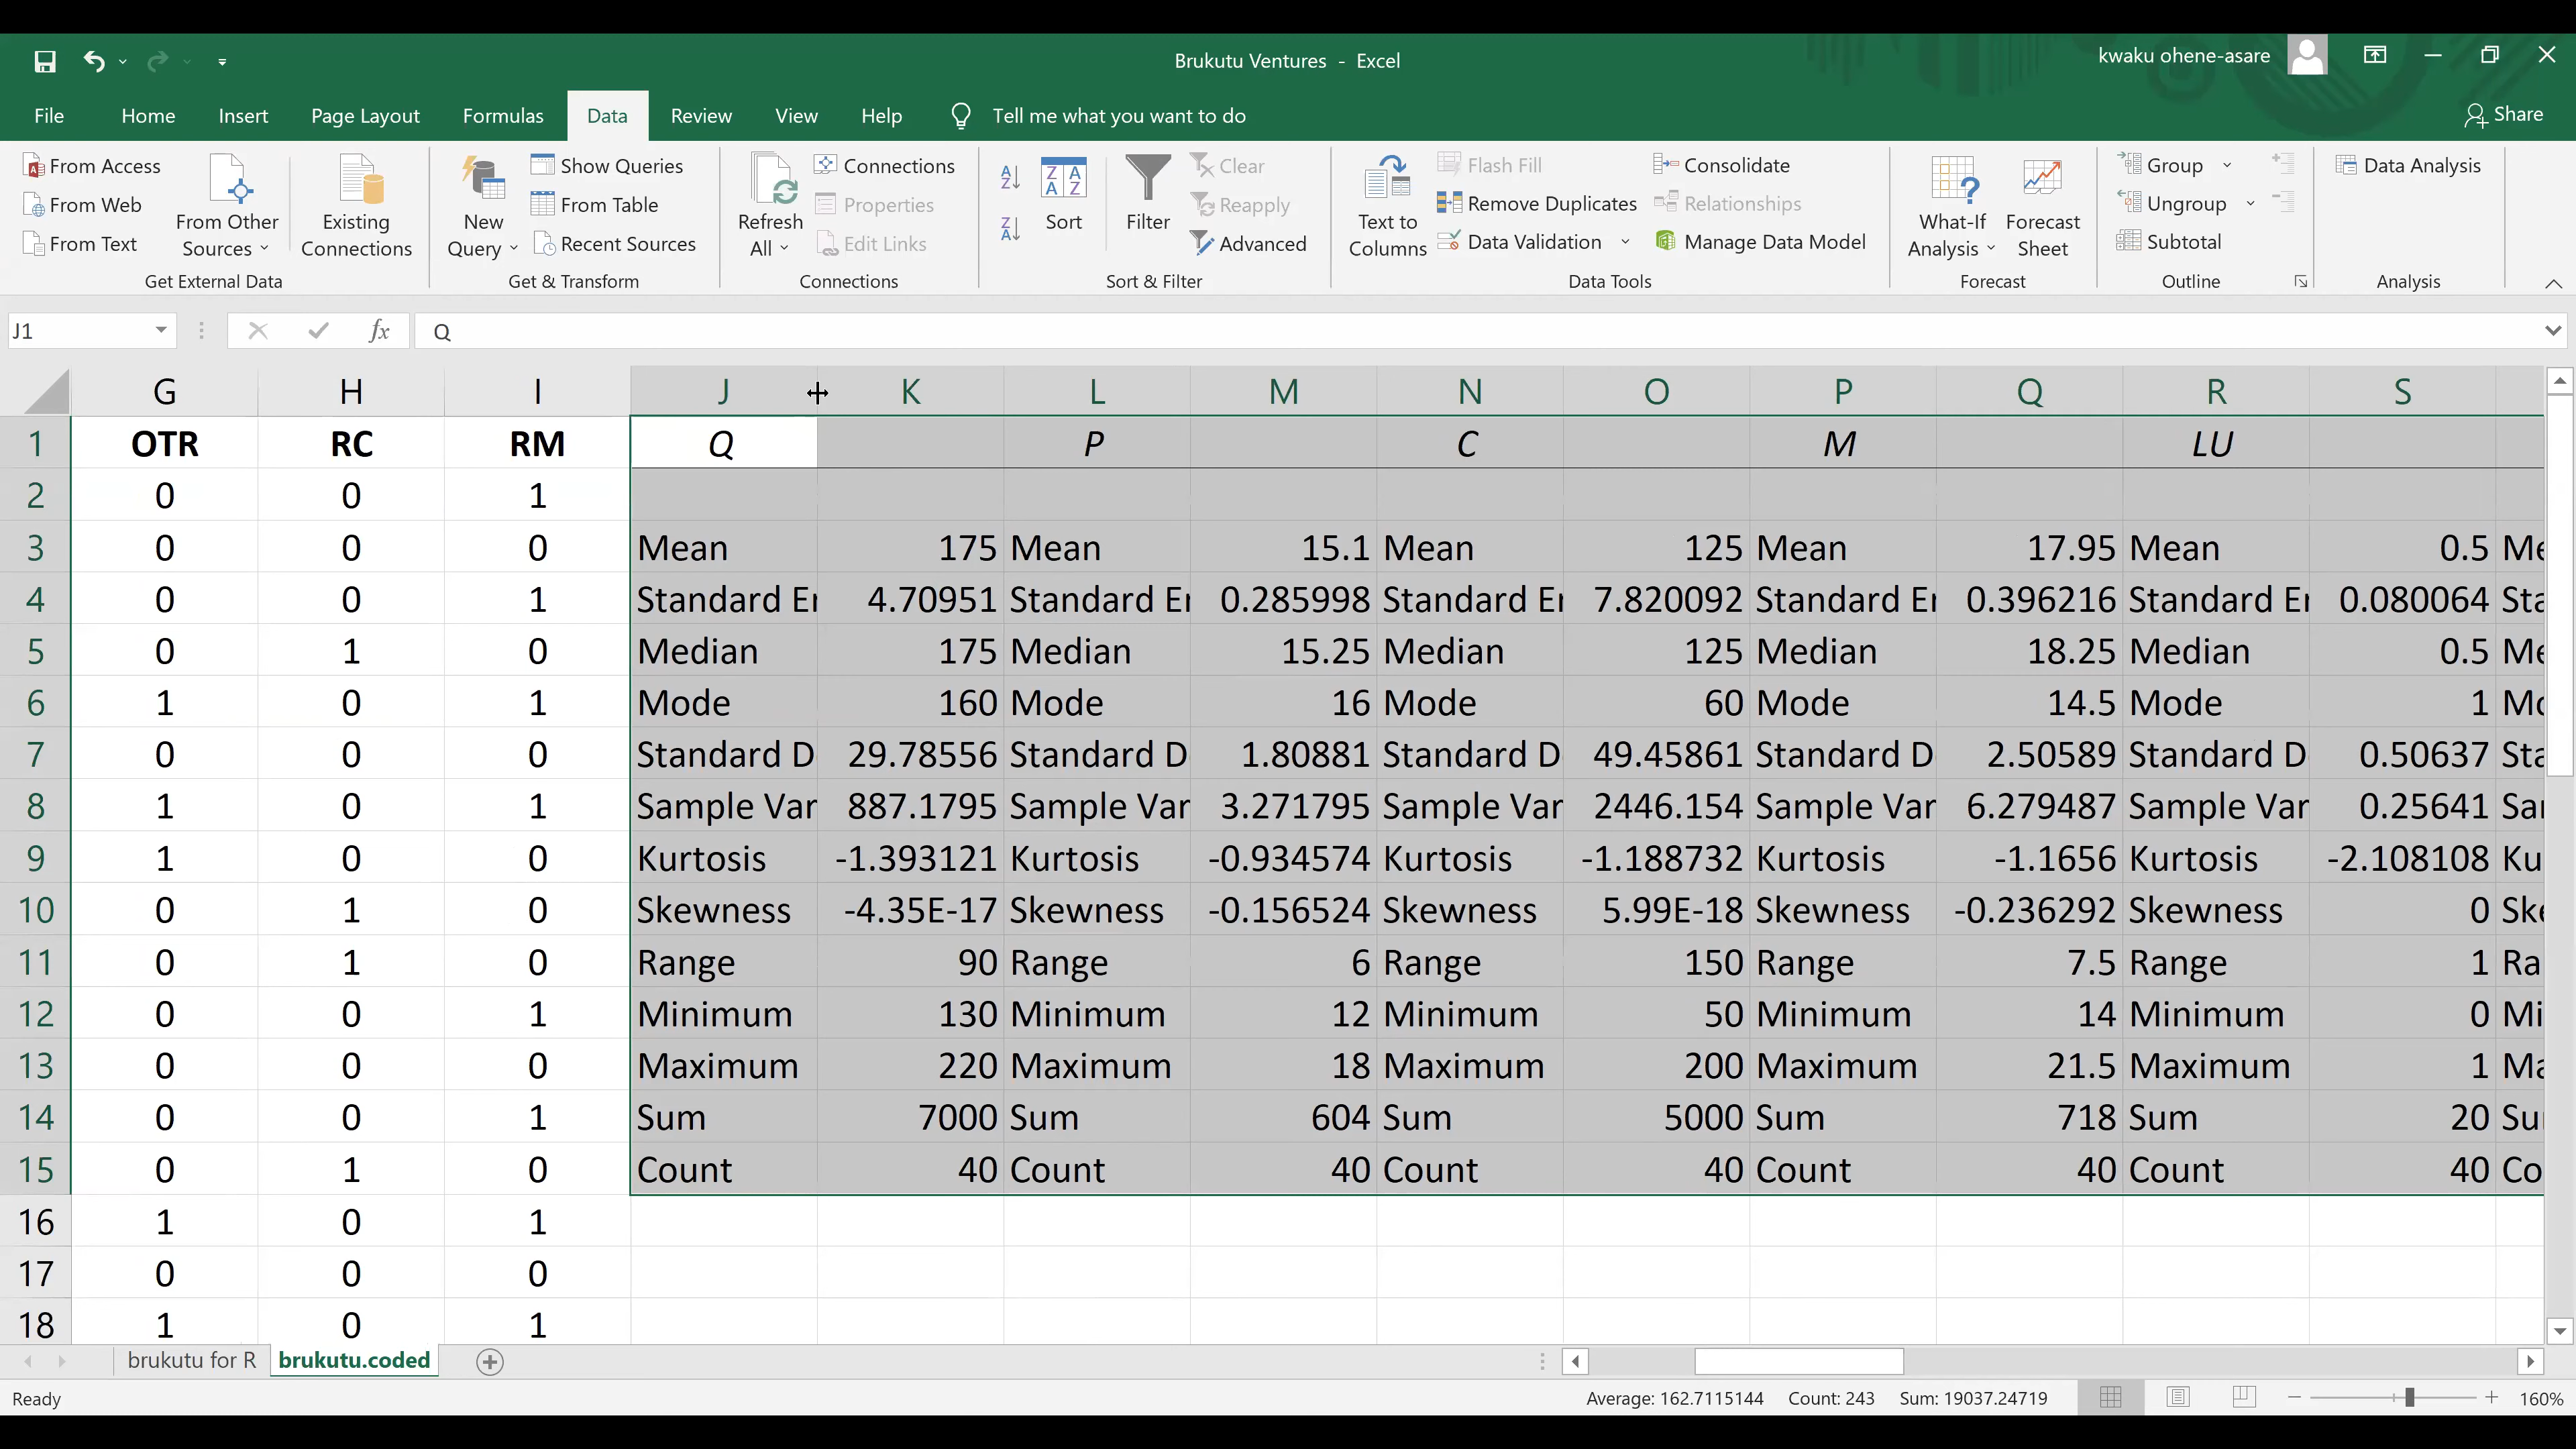 Brukutu Ventures - Excel
kwaku ohene-asare
File Home Insert Page Layout Formulas Data Review View Help Tell me what you want to do Share
From Access
From Web
From Text
From Other Sources
Existing Connections
Get External Data
New Query
Show Queries
From Table
Recent Sources
Get & Transform
Refresh All
Connections
Properties
Edit Links
Connections
Sort
Filter
Clear
Reapply
Advanced
Sort & Filter
Text to Columns
Flash Fill
Remove Duplicates
Data Validation
Consolidate
Relationships
Manage Data Model
Data Tools
What-If Analysis
Forecast Sheet
Forecast
Group
Ungroup
Subtotal
Outline
Data Analysis
Analysis
J1 fx Q
G H I J K L M N O P Q R S
1 OTR RC RM Q P C M LU
2 0 0 1
3 0 0 0 Mean 175 Mean 15.1 Mean 125 Mean 17.95 Mean 0.5 Me
4 0 0 1 Standard Er 4.70951 Standard Er 0.285998 Standard Er 7.820092 Standard Er 0.396216 Standard Er 0.080064 Sta
5 0 1 0 Median 175 Median 15.25 Median 125 Median 18.25 Median 0.5 Me
6 1 0 1 Mode 160 Mode 16 Mode 60 Mode 14.5 Mode 1 Mo
7 0 0 0 Standard D 29.78556 Standard D 1.80881 Standard D 49.45861 Standard D 2.50589 Standard D 0.50637 Sta
8 1 0 1 Sample Var 887.1795 Sample Var 3.271795 Sample Var 2446.154 Sample Var 6.279487 Sample Var 0.25641 Sa
9 1 0 0 Kurtosis -1.393121 Kurtosis -0.934574 Kurtosis -1.188732 Kurtosis -1.1656 Kurtosis -2.108108 Ku
10 0 1 0 Skewness -4.35E-17 Skewness -0.156524 Skewness 5.99E-18 Skewness -0.236292 Skewness 0 Ske
11 0 1 0 Range 90 Range 6 Range 150 Range 7.5 Range 1 Ra
12 0 0 1 Minimum 130 Minimum 12 Minimum 50 Minimum 14 Minimum 0 Mi
13 0 0 0 Maximum 220 Maximum 18 Maximum 200 Maximum 21.5 Maximum 1 Ma
14 0 0 1 Sum 7000 Sum 604 Sum 5000 Sum 718 Sum 20 Su
15 0 1 0 Count 40 Count 40 Count 40 Count 40 Count 40 Co
16 1 0 1
17 0 0 0
18 1 0 1
brukutu for R brukutu.coded
Ready Average: 162.7115144 Count: 243 Sum: 19037.24719 160%